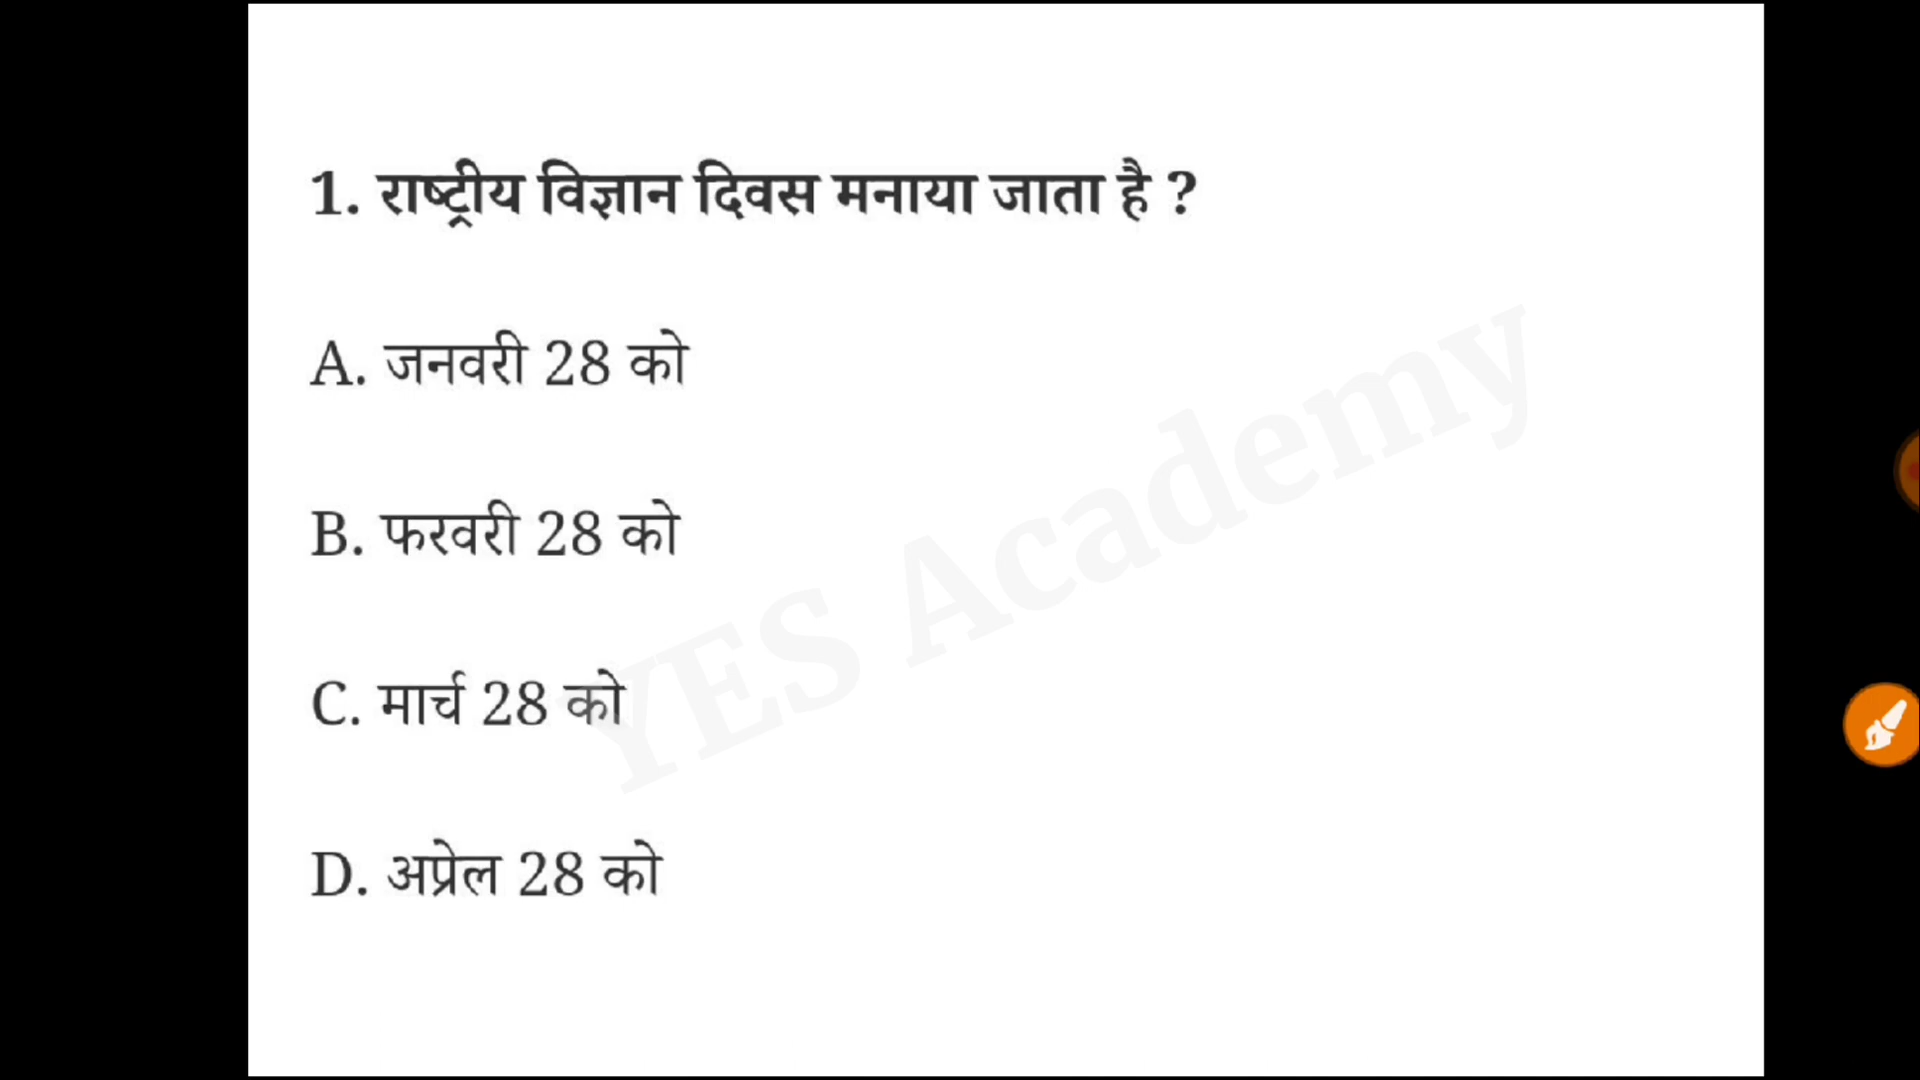 1. राष्ट्रीय विज्ञान दिवस मनाया जाता है ?
A. जनवरी 28 को
B. फरवरी 28 को
C. मार्च 28 को
D. अप्रेल 28 को
YES Academy